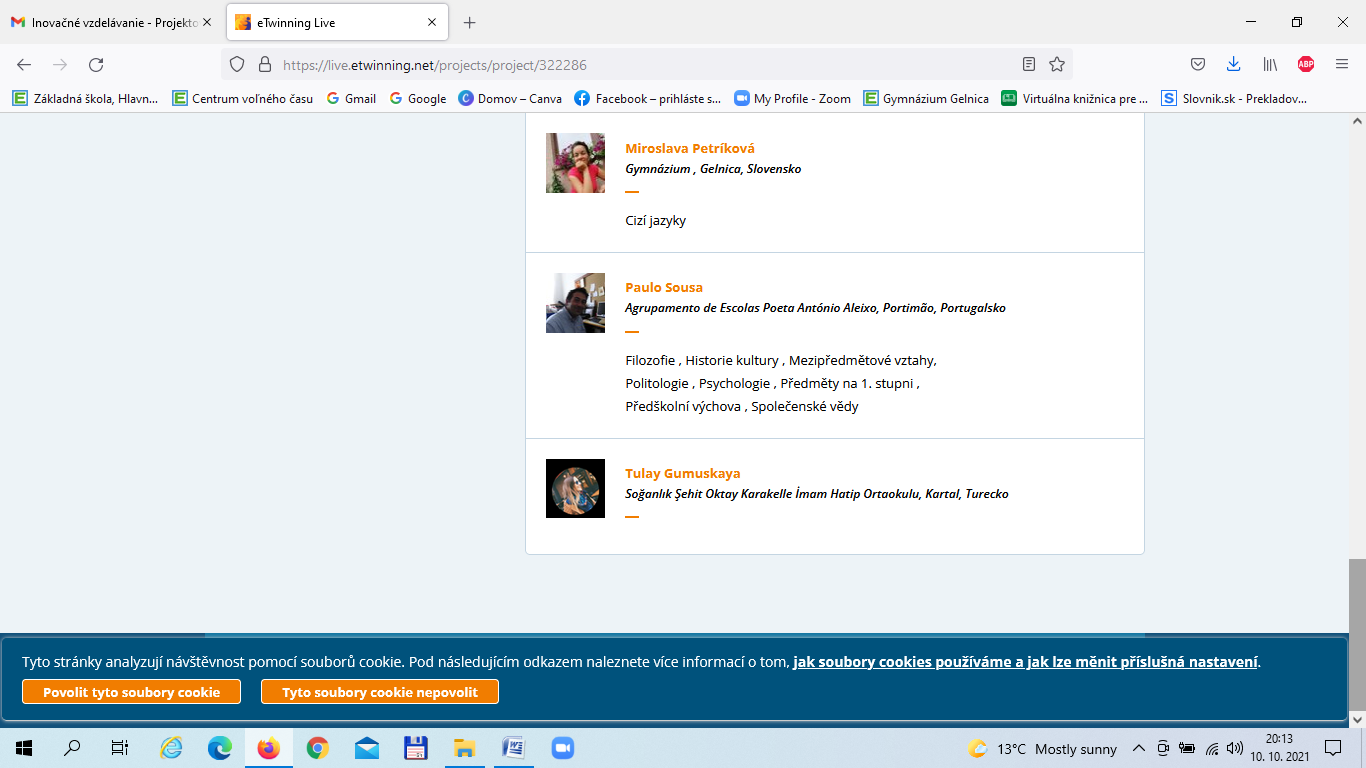 Inovačné vzdelávanie - Projekto
eTwinning Live
https://live.etwinning.net/projects/project/322286
ABP
Základná škola, Hlavn...
Centrum voľného času
Gmail
Google
Domov – Canva
Facebook – prihláste s...
My Profile - Zoom
Gymnázium Gelnica
Virtuálna knižnica pre ...
Slovnik.sk - Prekladov...
Miroslava Petríková
Gymnázium , Gelnica, Slovensko
Cizí jazyky
Paulo Sousa
Agrupamento de Escolas Poeta António Aleixo, Portimão, Portugalsko
Filozofie , Historie kultury , Mezipředmětové vztahy,
Politologie , Psychologie , Předměty na 1. stupni ,
Předškolní výchova , Společenské vědy
Tulay Gumuskaya
Soğanlık Şehit Oktay Karakelle İmam Hatip Ortaokulu, Kartal, Turecko
Tyto stránky analyzují návštěvnost pomocí souborů cookie. Pod následujícím odkazem naleznete více informací o tom, jak soubory cookies používáme a jak lze měnit příslušná nastavení.
Povolit tyto soubory cookie
Tyto soubory cookie nepovolit
13°C Mostly sunny
20:13
10. 10. 2021